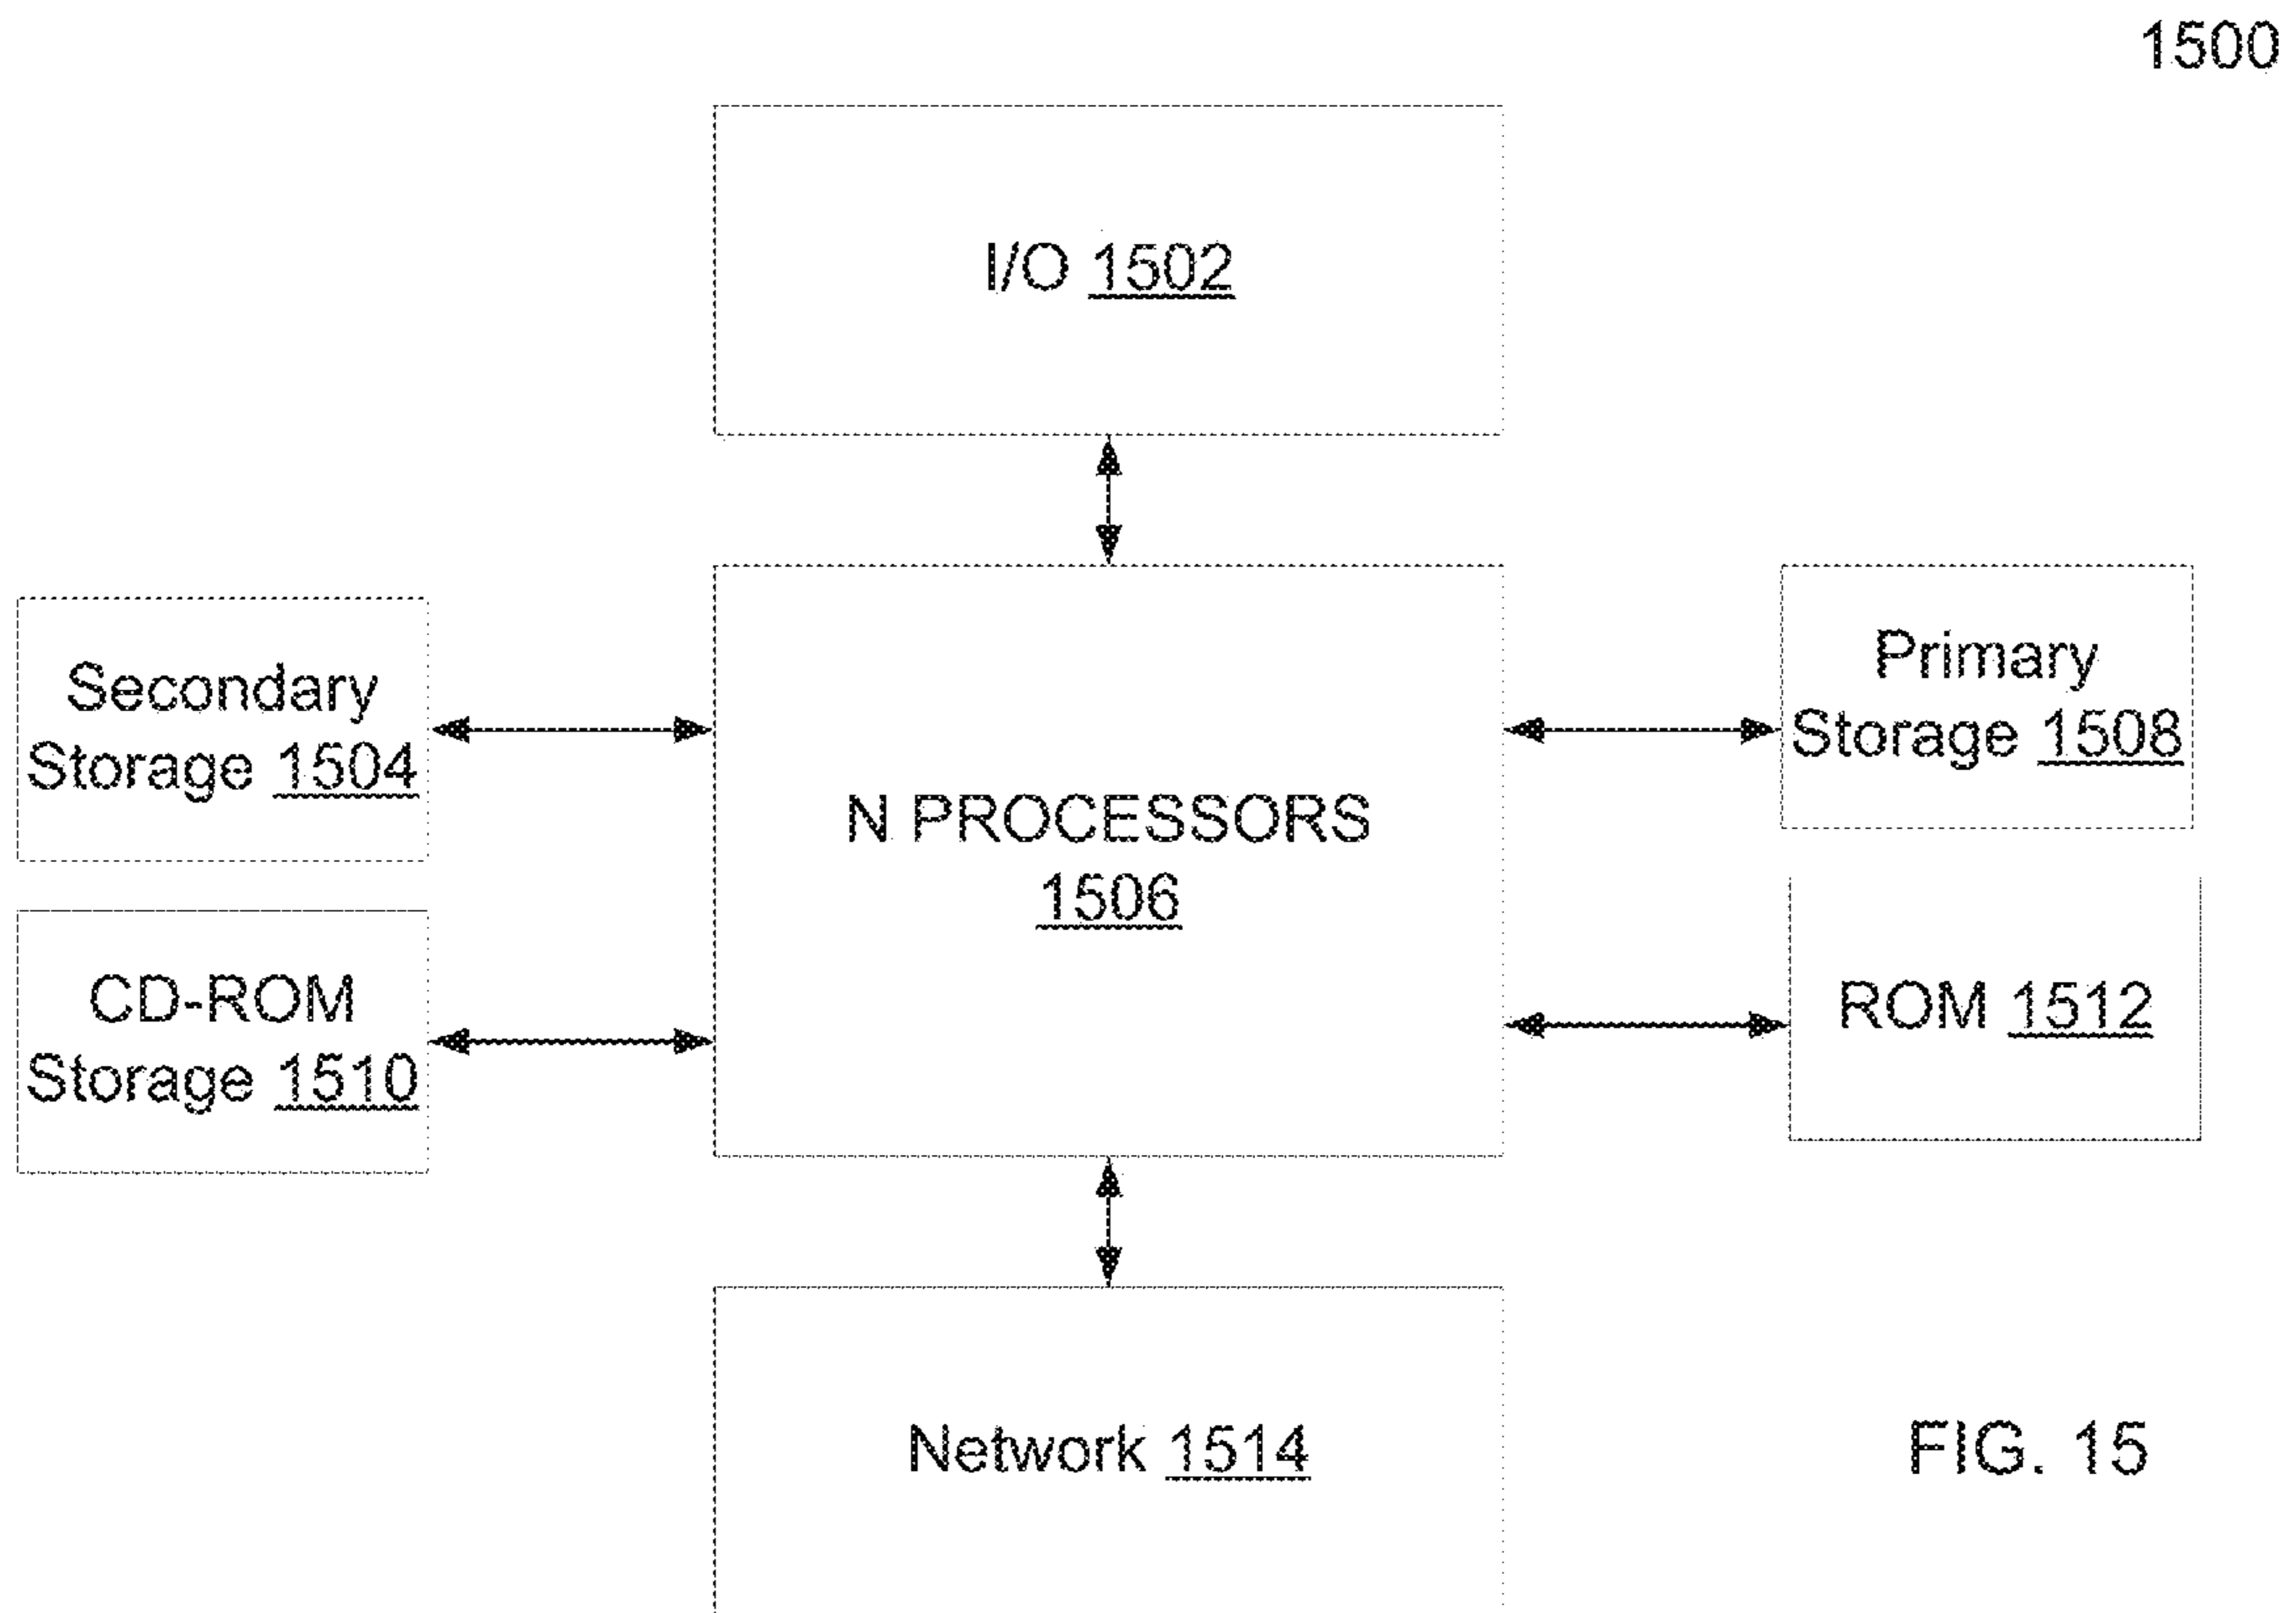 1500
I/O 1502
Secondary
Storage 1504
N PROCESSORS
1506
Primary
Storage 1508
CD-ROM
Storage 1510
ROM 1512
Network 1514
FIG. 15